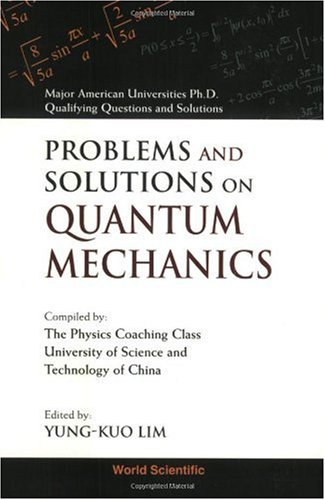 Major American Universities Ph.D.
Qualifying Questions and Solutions
PROBLEMS AND
SOLUTIONS ON
QUANTUM
MECHANICS
Compiled by:
The Physics Coaching Class
University of Science and
Technology of China
Edited by:
YUNG-KUO LIM
World Scientific